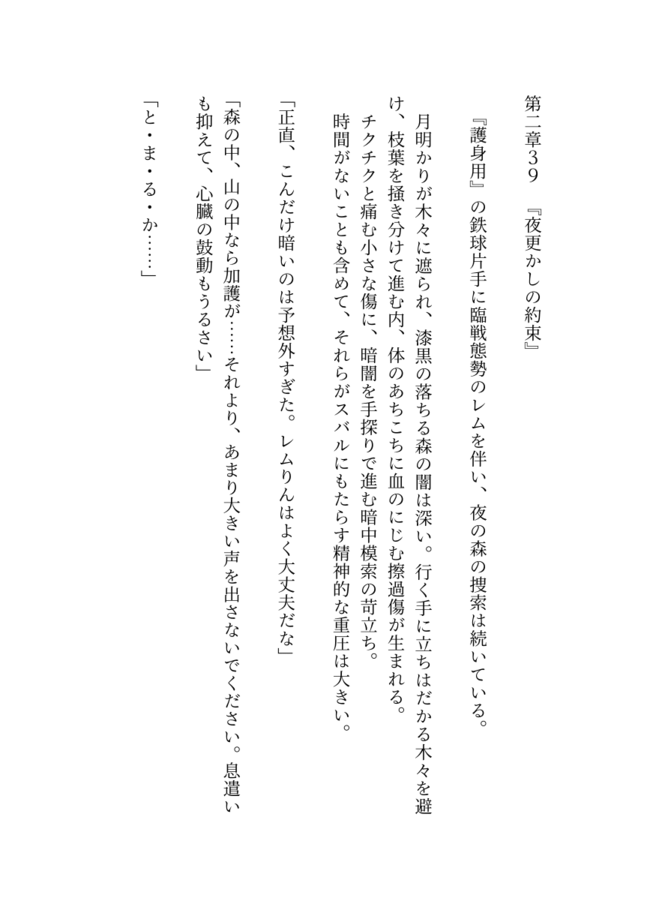 第二章３９　『夜更かしの約束』
『護身用』の鉄球片手に臨戦態勢のレムを伴い、夜の森の捜索は続いている。
月明かりが木々に遮られ、漆黒の落ちる森の闇は深い。行く手に立ちはだかる木々を避
け、枝葉を掻き分けて進む内、体のあちこちに血のにじむ擦過傷が生まれる。
チクチクと痛む小さな傷に、暗闇を手探りで進む暗中模索の苛立ち。
時間がないことも含めて、それらがスバルにもたらす精神的な重圧は大きい。
「正直、こんだけ暗いのは予想外すぎた。レムりんはよく大丈夫だな」
「森の中、山の中なら加護が……それより、あまり大きい声を出さないでください。息遣い
も抑えて、心臓の鼓動もうるさい」
「と・ま・る・か……」